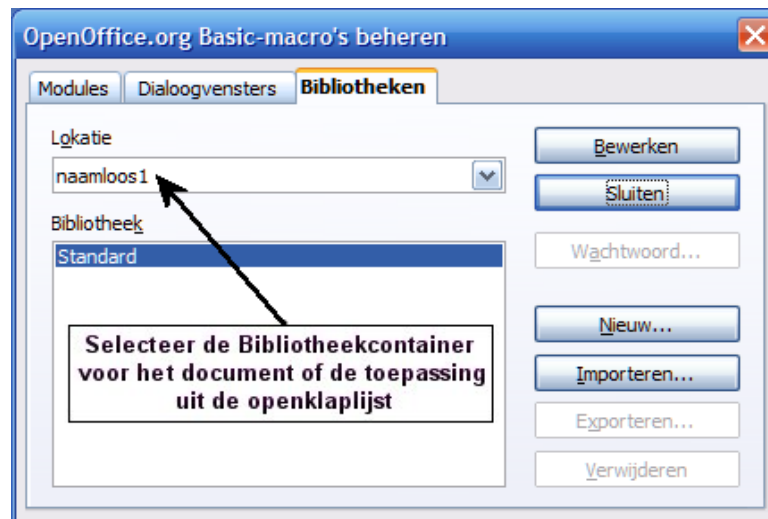 OpenOffice.org Basic-macro's beheren
Modules Dialoogvensters Bibliotheken
Lokatie
naamloos1
Bibliotheek
Standard
Selecteer de Bibliotheekcontainer
voor het document of de toepassing
uit de openklaplijst
Bewerken
Sluiten
Wachtwoord...
Nieuw...
Importeren...
Exporteren...
Verwijderen